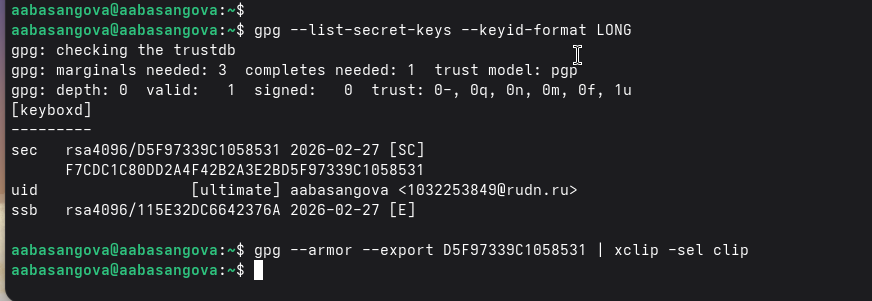 aabasangova@aabasangova:~$
aabasangova@aabasangova:~$ gpg --list-secret-keys --keyid-format LONG
gpg: checking the trustdb
gpg: marginals needed: 3  completes needed: 1  trust model: pgp
gpg: depth: 0  valid:   1  signed:   0  trust: 0-, 0q, 0n, 0m, 0f, 1u
[keyboxd]
---------
sec   rsa4096/D5F97339C1058531 2026-02-27 [SC]
      F7CDC1C80DD2A4F42B2A3E2BD5F97339C1058531
uid                 [ultimate] aabasangova <1032253849@rudn.ru>
ssb   rsa4096/115E32DC6642376A 2026-02-27 [E]

aabasangova@aabasangova:~$ gpg --armor --export D5F97339C1058531 | xclip -sel clip
aabasangova@aabasangova:~$